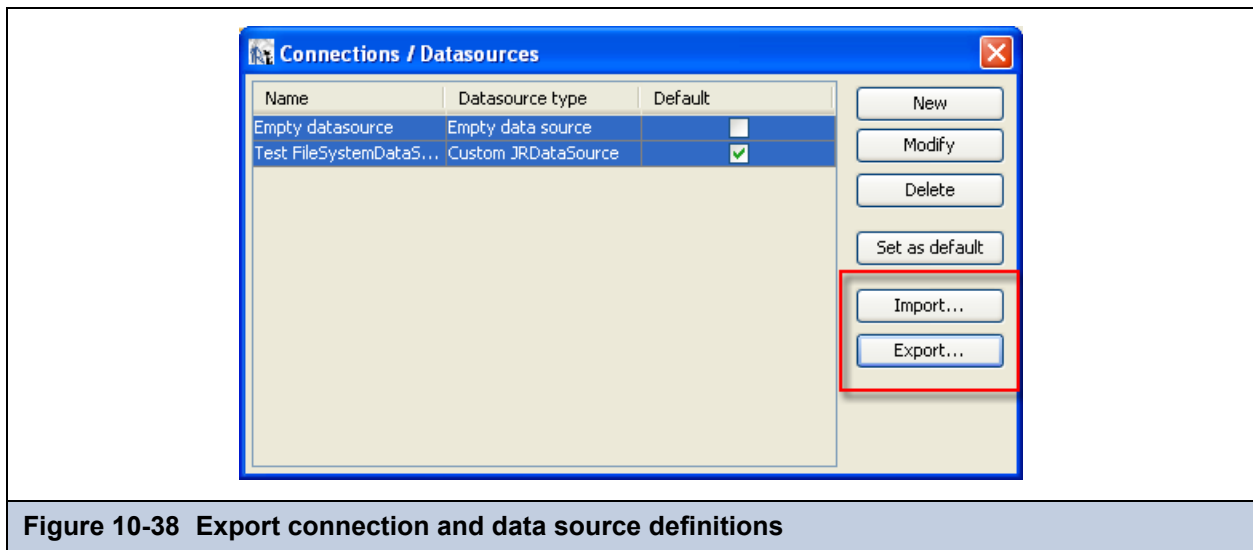 Connections / Datasources
Name Datasource type Default
Empty datasource Empty data source
Test FileSystemDataS... Custom JRDataSource
New
Modify
Delete
Set as default
Import...
Export...
Figure 10-38 Export connection and data source definitions